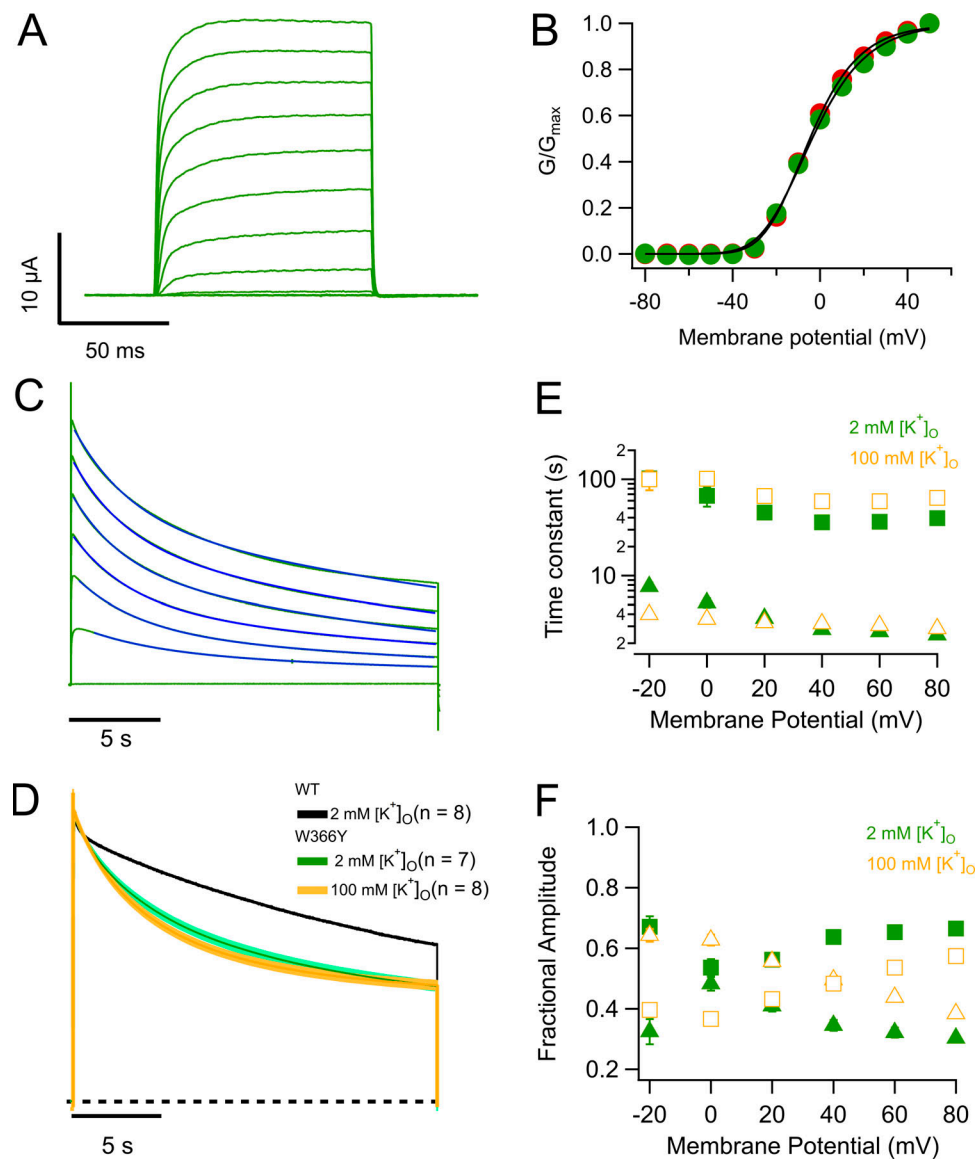 A
10 µA
50 ms
B
G/Gmax
1.0
0.8
0.6
0.4
0.2
0.0
-80
-40
0
40
Membrane potential (mV)
C
5 s
E
2 mM [K+]O
100 mM [K+]O
Time constant (s)
2
100
4
2
10
4
2
-20
0
20
40
60
80
Membrane Potential (mV)
D
WT
2 mM [K+]O(n = 8)
W366Y
2 mM [K+]O(n = 7)
100 mM [K+]O(n = 8)
5 s
F
2 mM [K+]O
100 mM [K+]O
Fractional Amplitude
1.0
0.8
0.6
0.4
0.2
-20
0
20
40
60
80
Membrane Potential (mV)